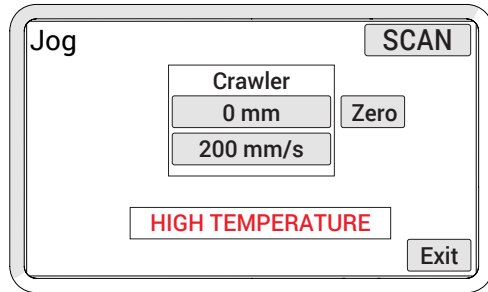 Jog SCAN
Crawler
0 mm Zero
200 mm/s
HIGH TEMPERATURE
Exit